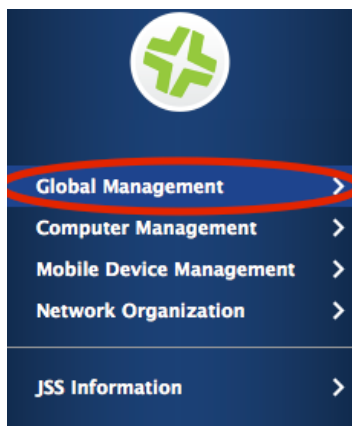 Global Management
Computer Management
Mobile Device Management
Network Organization
JSS Information